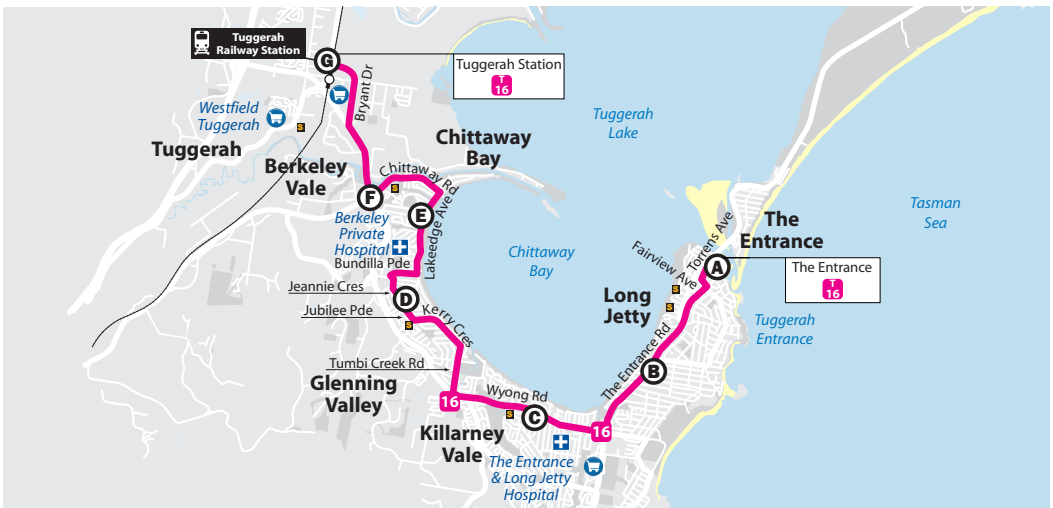 Tuggerah
Railway Station
G
Tuggerah Station
T
16
Bryant Dr
Westfield
Tuggerah
S
Tuggerah
Tuggerah
Lake
Chittaway
Bay
Berkeley
Vale
Chittaway Rd
S
F
E
Lakeedge Ave
Berkeley
Private
Hospital
Bundilla Pde
Jeannie Cres
D
Jubilee Pde
S
Kerry Cres
Tumbi Creek Rd
Glenning
Valley
16
Wyong Rd
S
C
Killarney
Vale
The Entrance
& Long Jetty
Hospital
16
Chittaway
Bay
Tasman
Sea
The
Entrance
Torrens Ave
Fairview Ave
A
The Entrance
T
16
S
S
Long
Jetty
Tuggerah
Entrance
The Entrance Rd
B